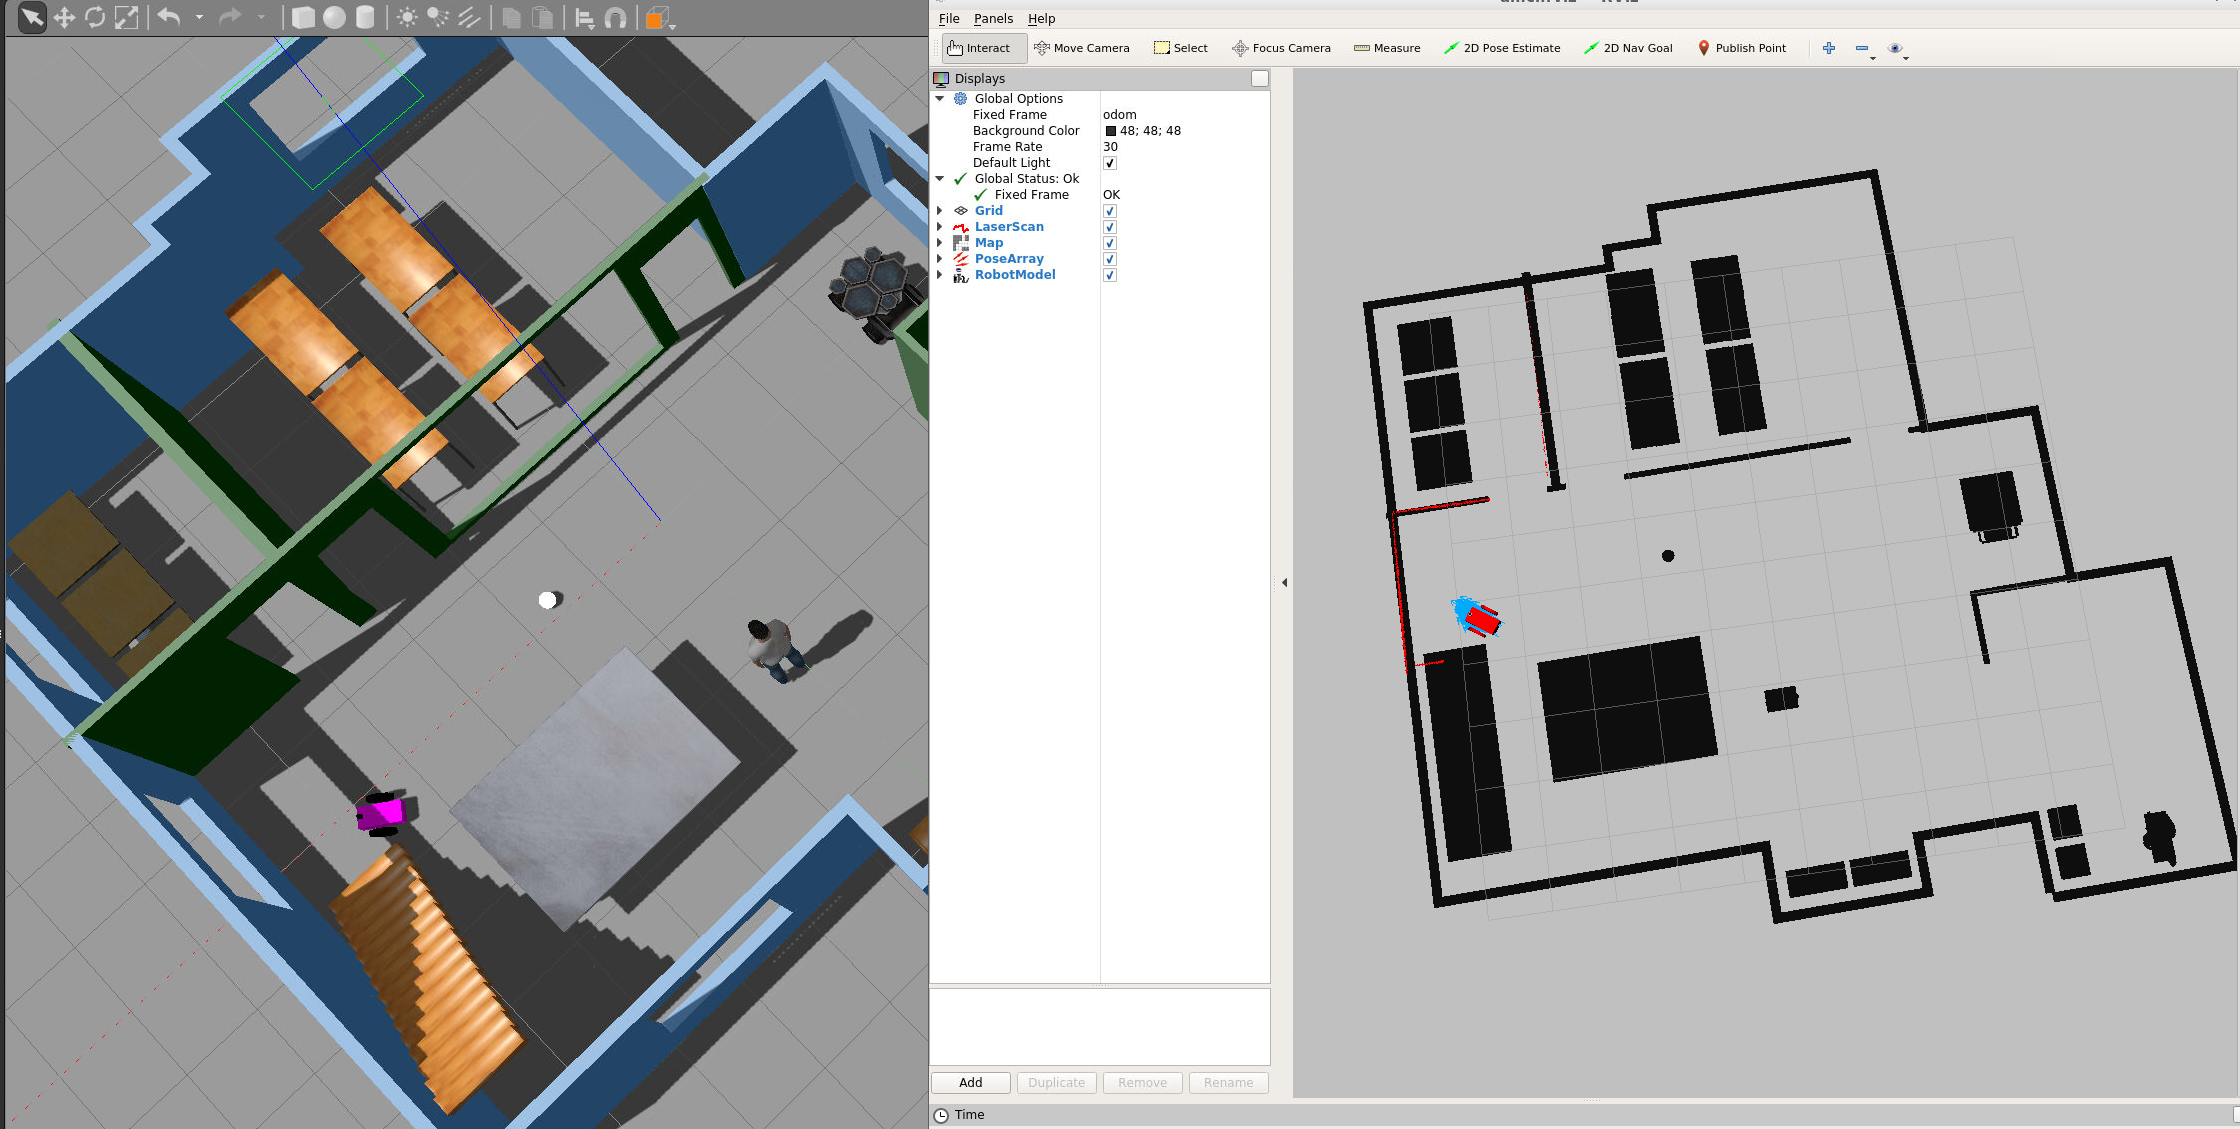 File Panels Help
Interact Move Camera Select Focus Camera Measure 2D Pose Estimate 2D Nav Goal Publish Point
Displays
Global Options
Fixed Frame odom
Background Color 48; 48; 48
Frame Rate 30
Default Light
Global Status: Ok
Fixed Frame OK
Grid
LaserScan
Map
PoseArray
RobotModel
Add Duplicate Remove Rename
Time